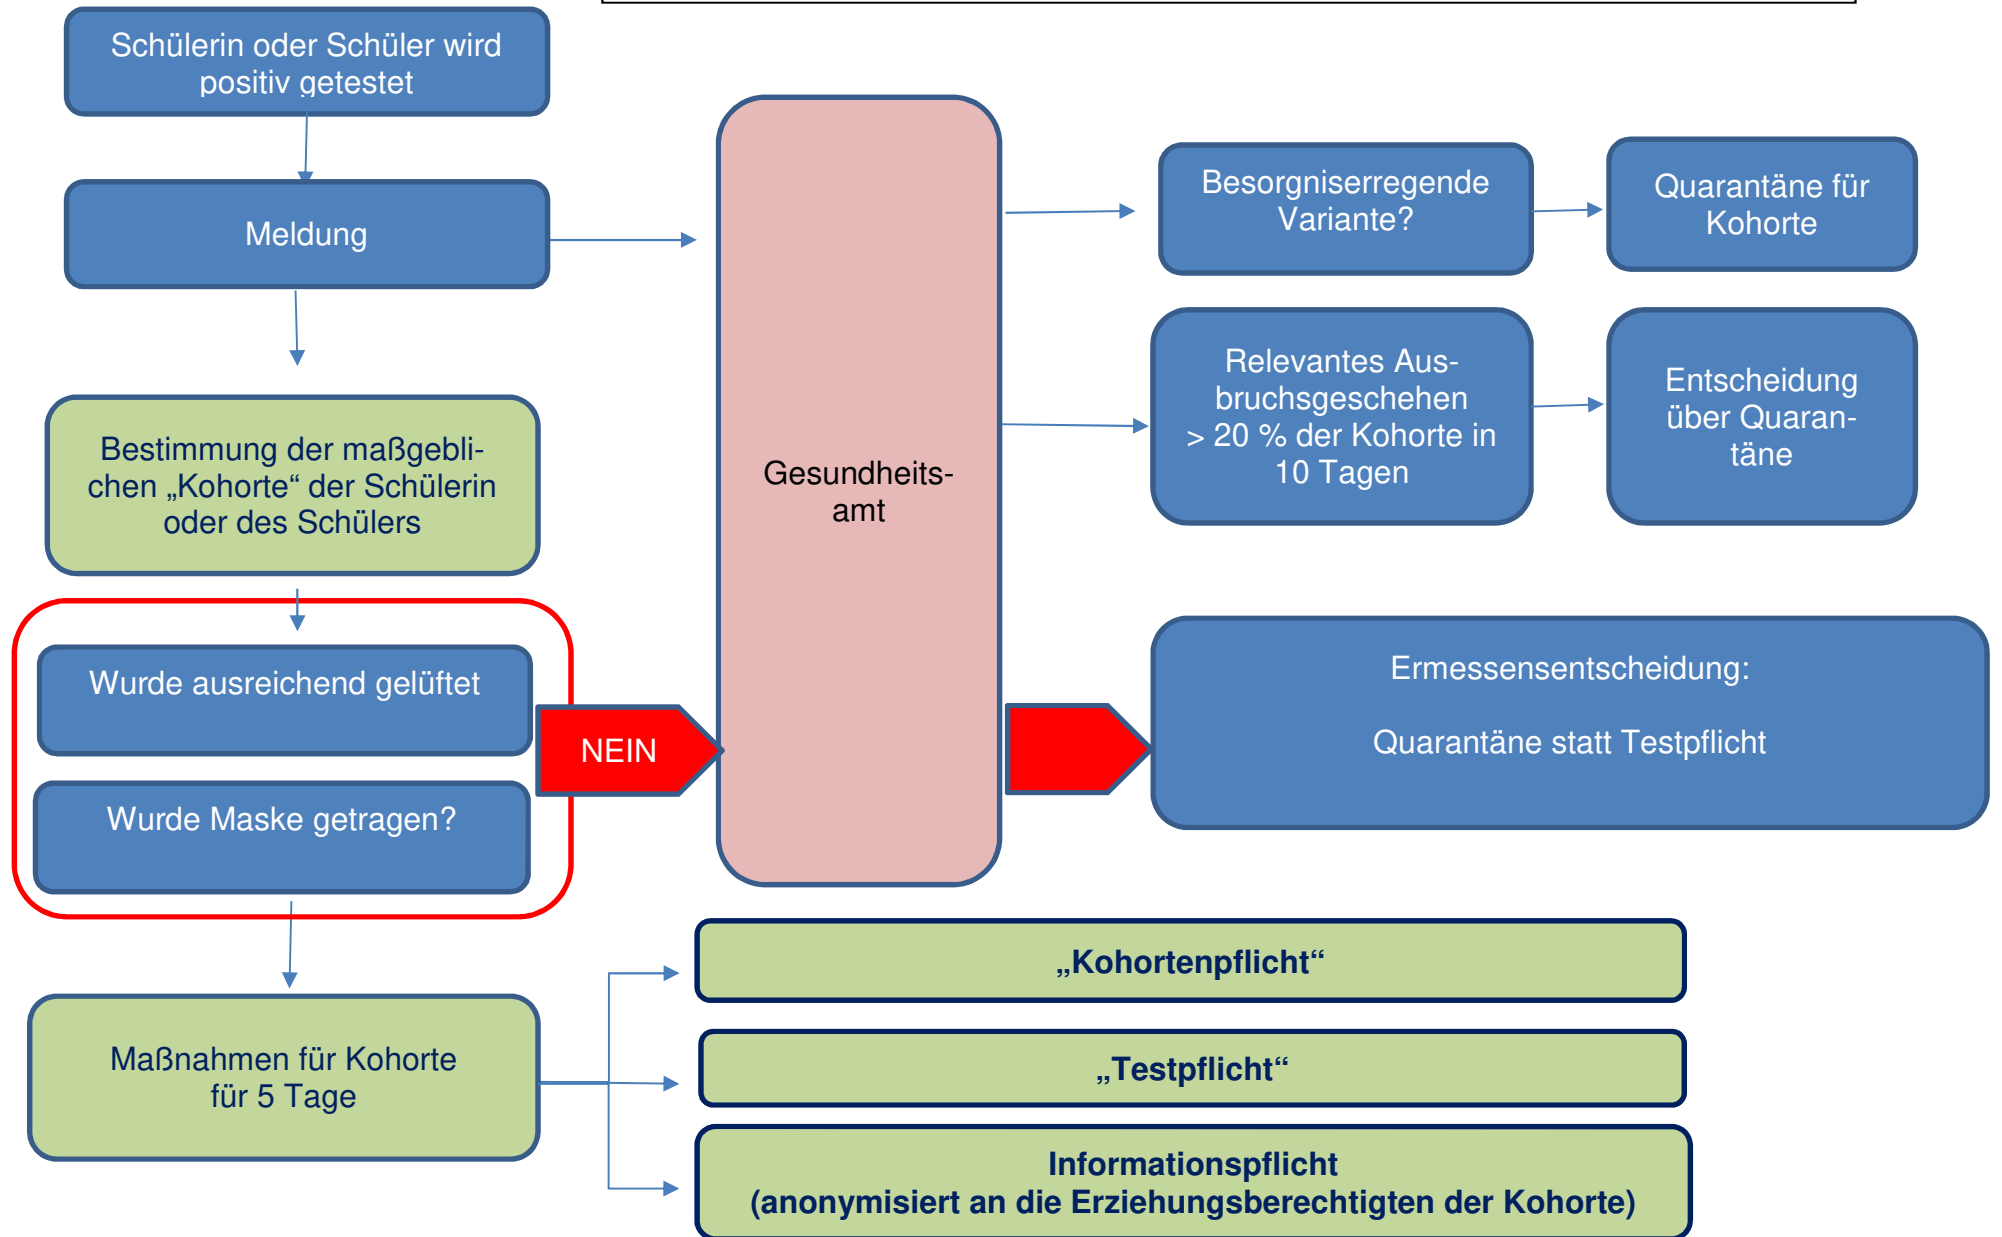 Schülerin oder Schüler wird
positiv getestet
Meldung
Bestimmung der maßgebli-
chen „Kohorte“ der Schülerin
oder des Schülers
Wurde ausreichend gelüftet
Wurde Maske getragen?
NEIN
Maßnahmen für Kohorte
für 5 Tage
Gesundheits-
amt
Besorgniserregende
Variante?
Quarantäne für
Kohorte
Relevantes Aus-
bruchsgeschehen
> 20 % der Kohorte in
10 Tagen
Entscheidung
über Quaran-
täne
Ermessensentscheidung:
Quarantäne statt Testpflicht
„Kohortenpflicht“
„Testpflicht“
Informationspflicht
(anonymisiert an die Erziehungsberechtigten der Kohorte)